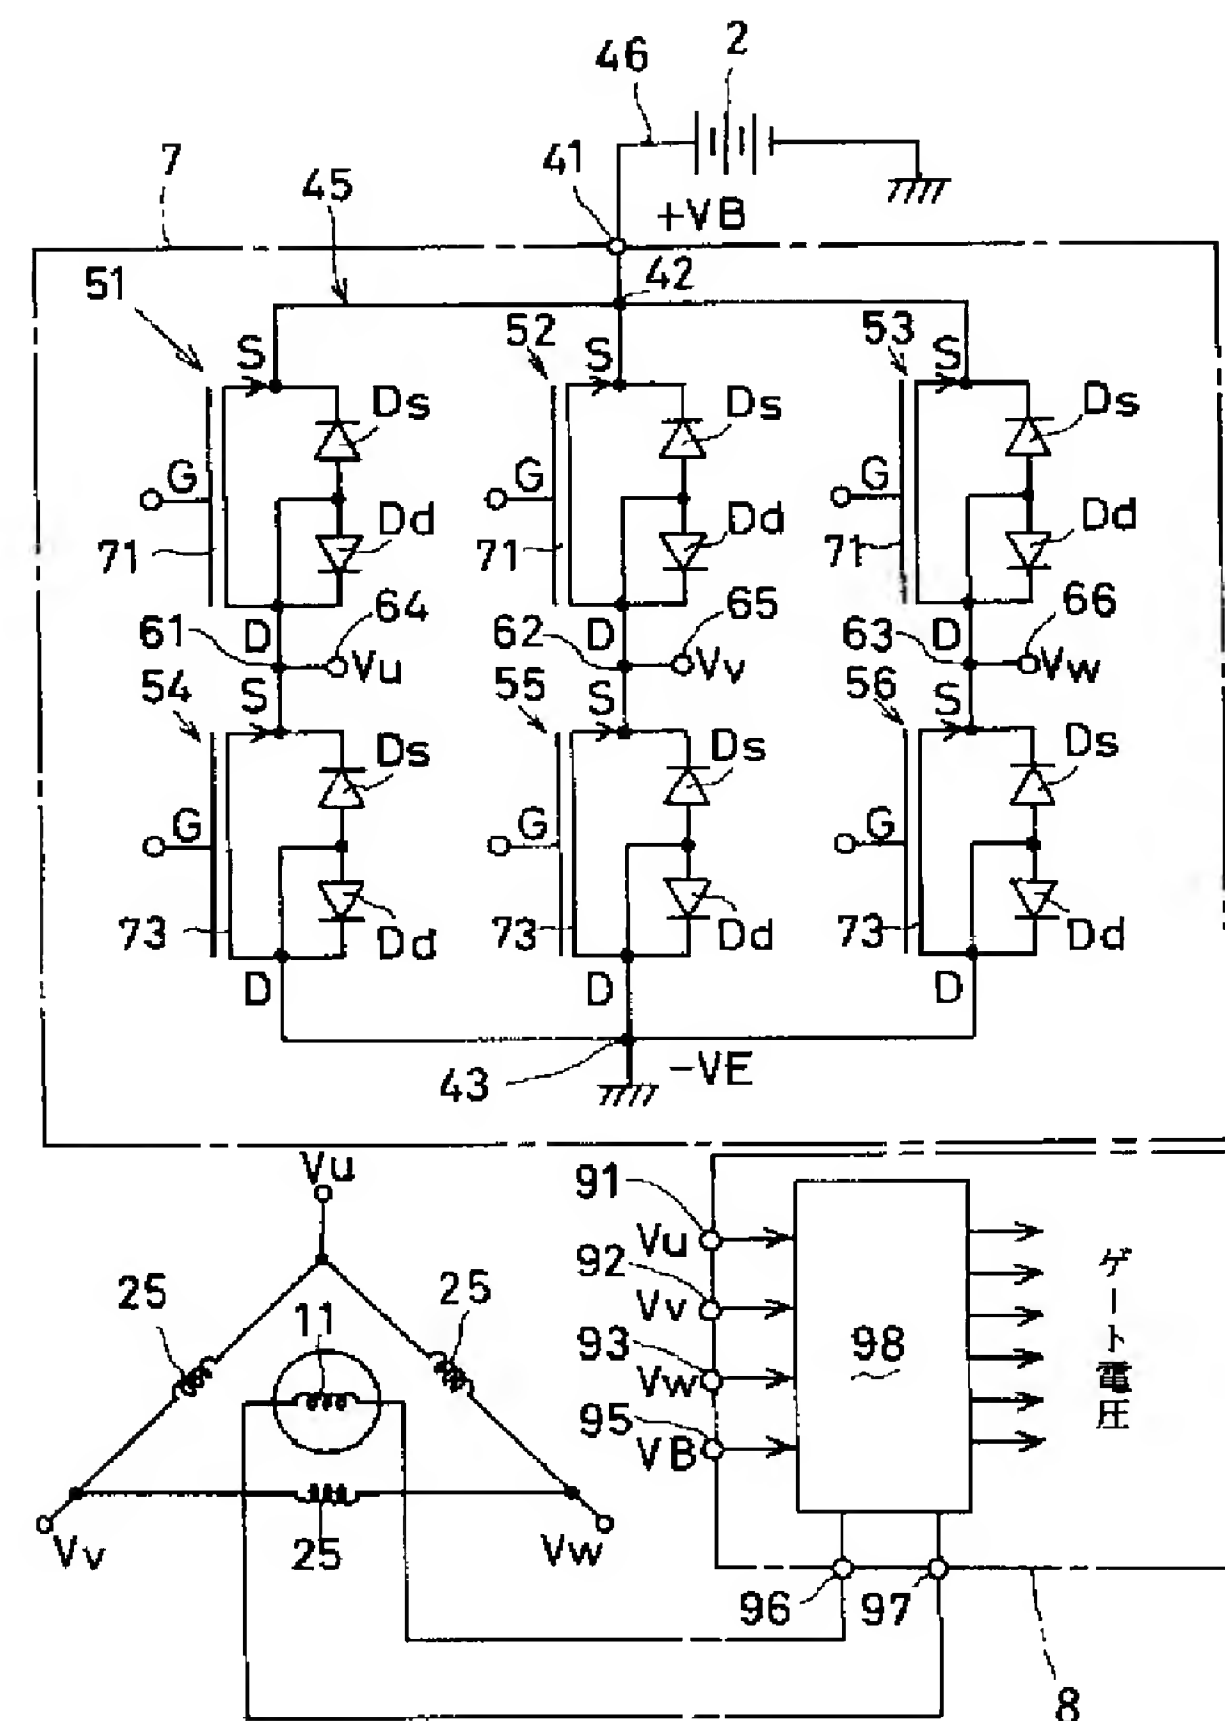 2
46
7
41
45
+VB
51
42
52
53
S
S
S
Ds
Ds
Ds
G
G
G
Dd
Dd
Dd
71
71
71
64
65
66
61
D
62
D
63
D
Vu
Vv
Vw
54
S
55
S
56
S
Ds
Ds
Ds
G
G
G
73
Dd
73
Dd
73
Dd
D
D
D
43
-VE
Vu
91
Vu
25
25
92
11
Vv
93
98
Vw
95
VB
ゲート電圧
Vv
25
Vw
96
97
8